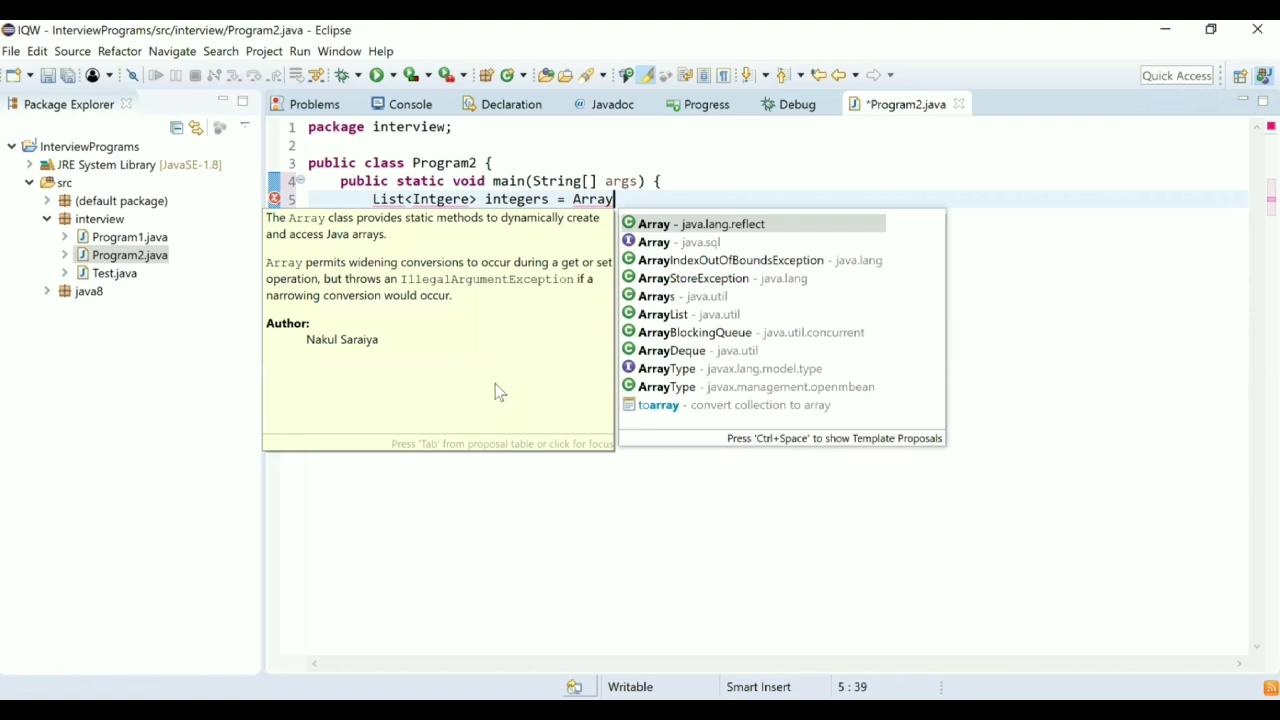 IQW - InterviewPrograms/src/interview/Program2.java - Eclipse
File Edit Source Refactor Navigate Search Project Run Window Help
Quick Access
Package Explorer
Problems Console Declaration @ Javadoc Progress Debug *Program2.java
InterviewPrograms
JRE System Library [JavaSE-1.8]
src
(default package)
interview
Program1.java
Program2.java
Test.java
java8
1 package interview;
2
3 public class Program2 {
4 public static void main(String[] args) {
5 List<Intgere> integers = Array
The Array class provides static methods to dynamically create
and access Java arrays.
Array permits widening conversions to occur during a get or set
operation, but throws an IllegalArgumentException if a
narrowing conversion would occur.
Author:
Nakul Saraiya
Press 'Tab' from proposal table or click for focus
Array - java.lang.reflect
Array - java.sql
ArrayIndexOutOfBoundsException - java.lang
ArrayStoreException - java.lang
Arrays - java.util
ArrayList - java.util
ArrayBlockingQueue - java.util.concurrent
ArrayDeque - java.util
ArrayType - javax.lang.model.type
ArrayType - javax.management.openmbean
toarray - convert collection to array
Press 'Ctrl+Space' to show Template Proposals
Writable Smart Insert 5 : 39